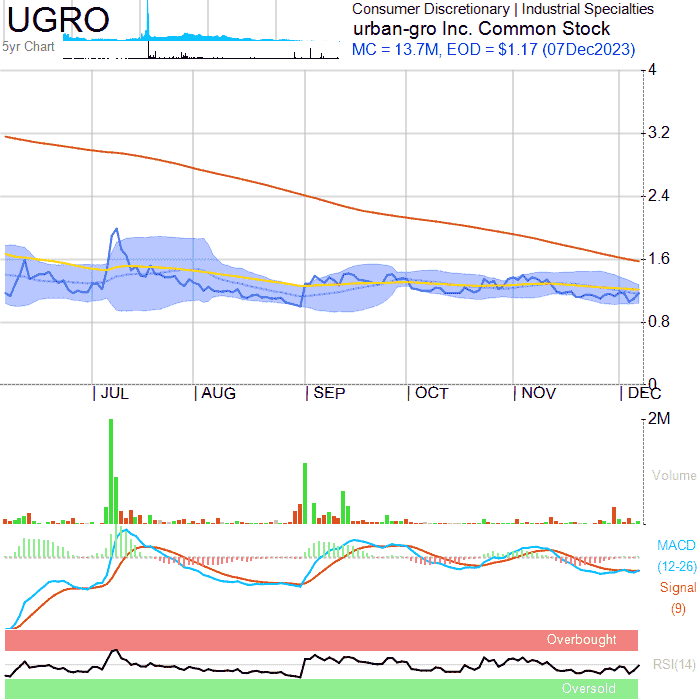 UGRO
5yr Chart
Consumer Discretionary | Industrial Specialties
urban-gro Inc. Common Stock
MC = 13.7M, EOD = $1.17 (07Dec2023)
4
3.2
2.4
1.6
0.8
0
JUL
AUG
SEP
OCT
NOV
DEC
2M
Volume
MACD
(12-26)
Signal
(9)
Overbought
RSI(14)
Oversold